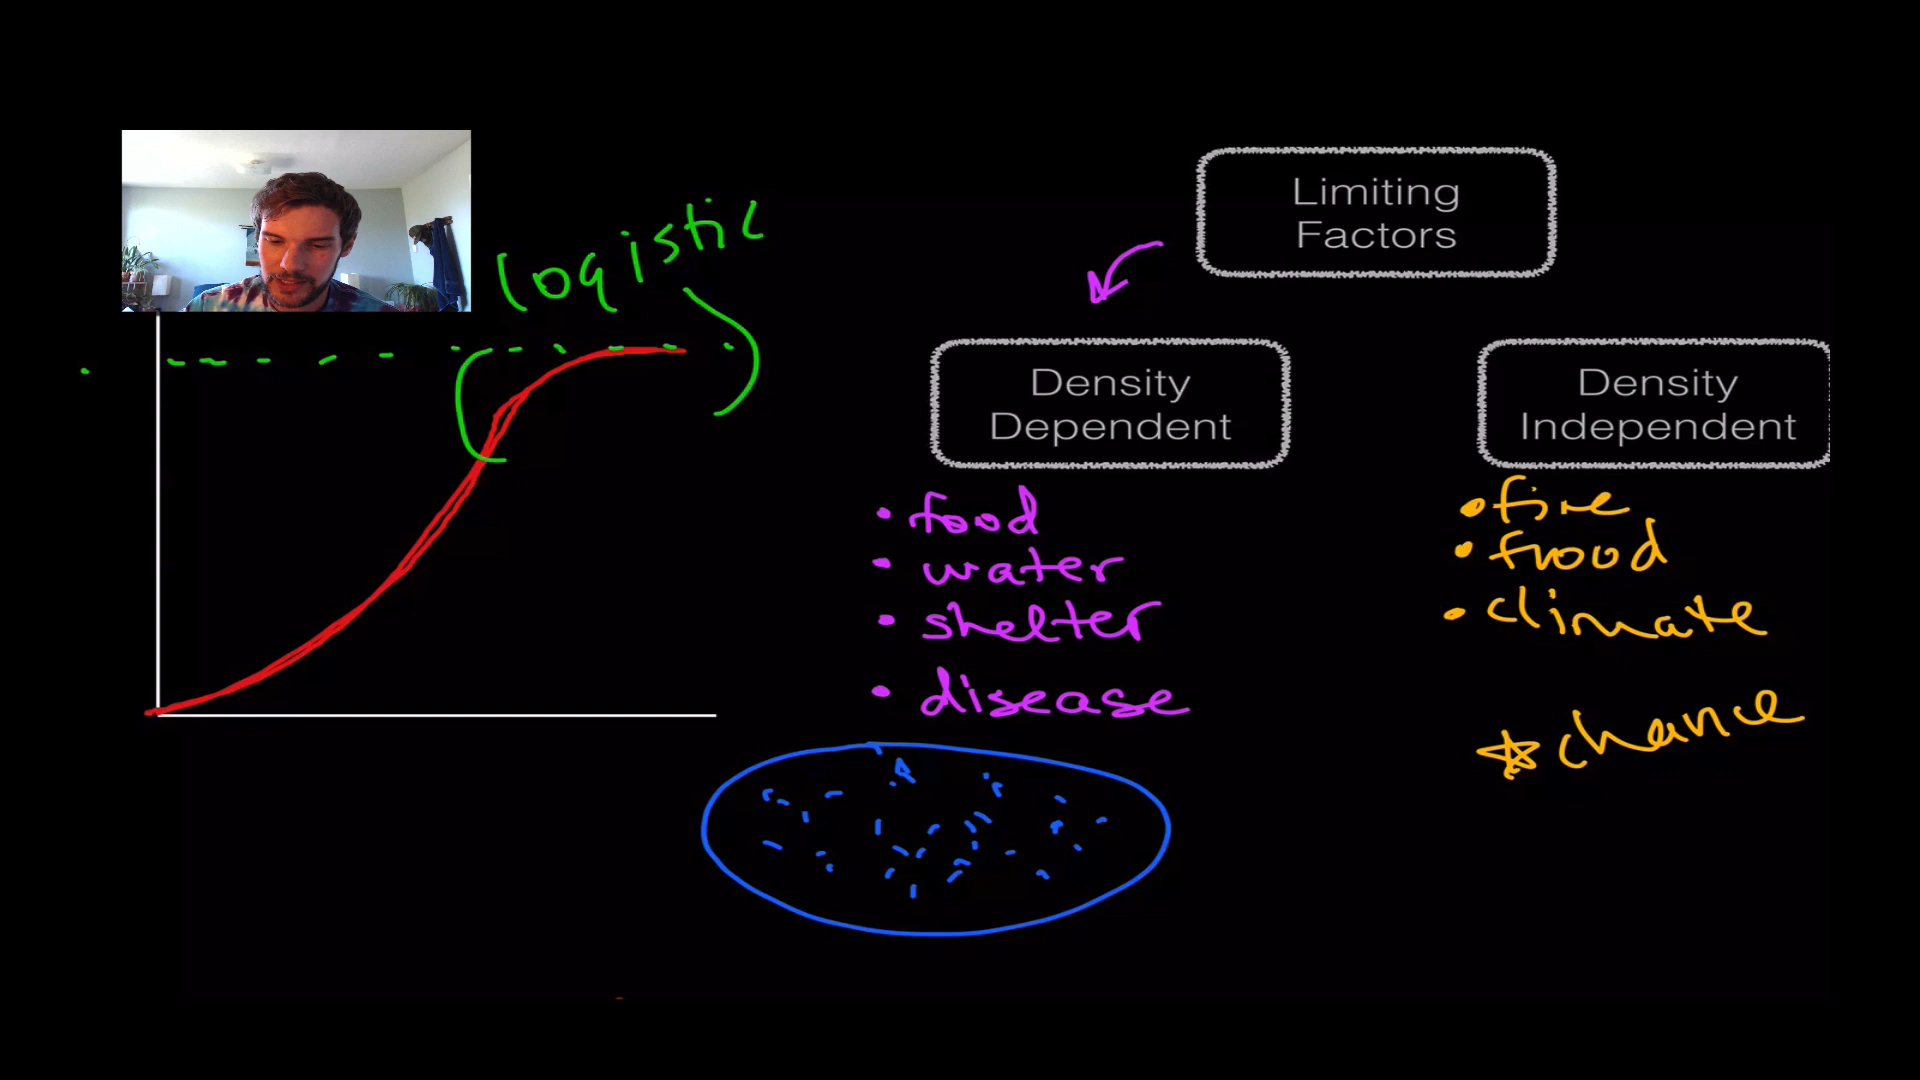 logistic
Limiting
Factors
Density
Dependent
• food
• water
• shelter
• disease
Density
Independent
• fire
• flood
• climate
☆ chance